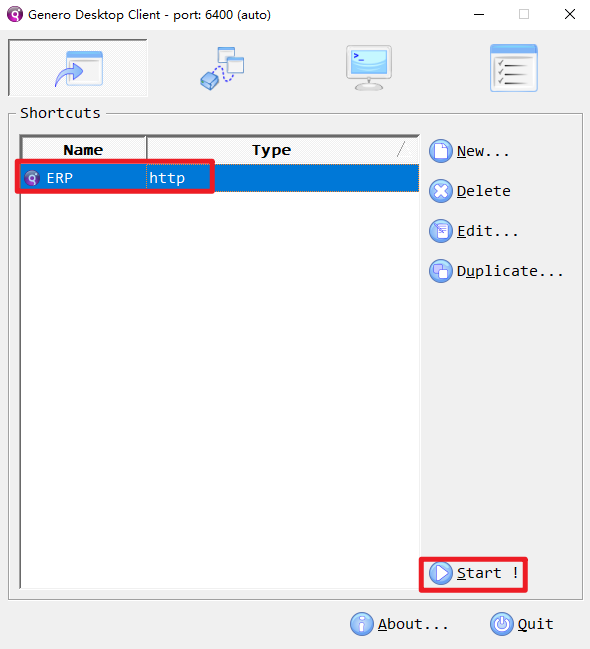 Genero Desktop Client - port: 6400 (auto)
Shortcuts
Name Type
ERP http
New...
Delete
Edit...
Duplicate...
Start !
About... Quit